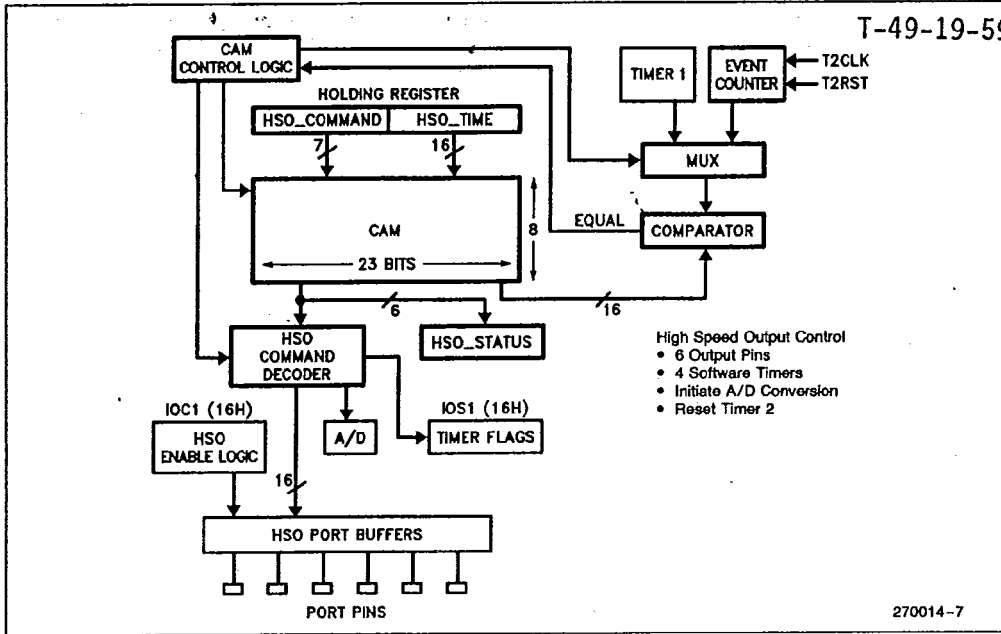 T-49-19-59
CAM
CONTROL LOGIC
TIMER 1
EVENT
COUNTER
T2CLK
T2RST
HOLDING REGISTER
HSO_COMMAND
HSO_TIME
7
16
MUX
CAM
8
EQUAL
COMPARATOR
23 BITS
6
16
HSO
COMMAND
DECODER
HSO_STATUS
High Speed Output Control
• 6 Output Pins
• 4 Software Timers
• Initiate A/D Conversion
• Reset Timer 2
IOC1 (16H)
HSO
ENABLE LOGIC
A/D
IOS1 (16H)
TIMER FLAGS
16
HSO PORT BUFFERS
PORT PINS
270014-7